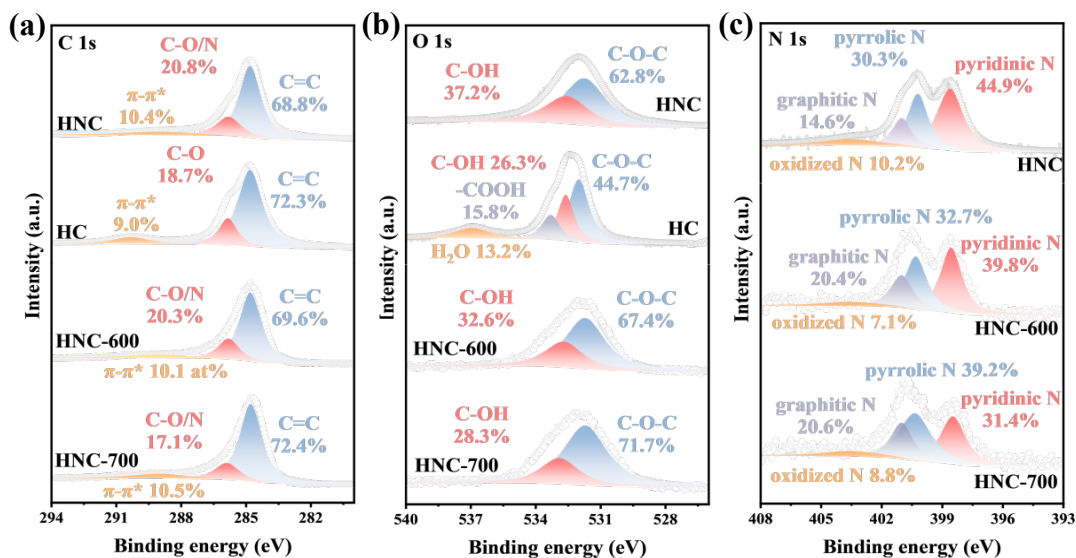 (a)
C 1s
C-O/N
20.8%
C=C
68.8%
π-π*
10.4%
HNC
C-O
18.7%
C=C
72.3%
π-π*
9.0%
HC
C-O/N
20.3%
C=C
69.6%
HNC-600
π-π* 10.1 at%
C-O/N
17.1%
C=C
72.4%
HNC-700
π-π* 10.5%
294 291 288 285 282
Binding energy (eV)
Intensity (a.u.)
(b)
O 1s
C-O-C
62.8%
C-OH
37.2%
HNC
C-OH 26.3%
C-O-C
44.7%
-COOH
15.8%
H₂O 13.2%
HC
C-OH
32.6%
C-O-C
67.4%
HNC-600
C-OH
28.3%
C-O-C
71.7%
HNC-700
540 537 534 531 528
Binding energy (eV)
Intensity (a.u.)
(c)
N 1s
pyrrolic N
30.3%
pyridinic N
44.9%
graphitic N
14.6%
oxidized N 10.2%
HNC
pyrrolic N 32.7%
pyridinic N
39.8%
graphitic N
20.4%
oxidized N 7.1%
HNC-600
pyrrolic N 39.2%
pyridinic N
31.4%
graphitic N
20.6%
oxidized N 8.8%
HNC-700
408 405 402 399 396 393
Binding energy (eV)
Intensity (a.u.)